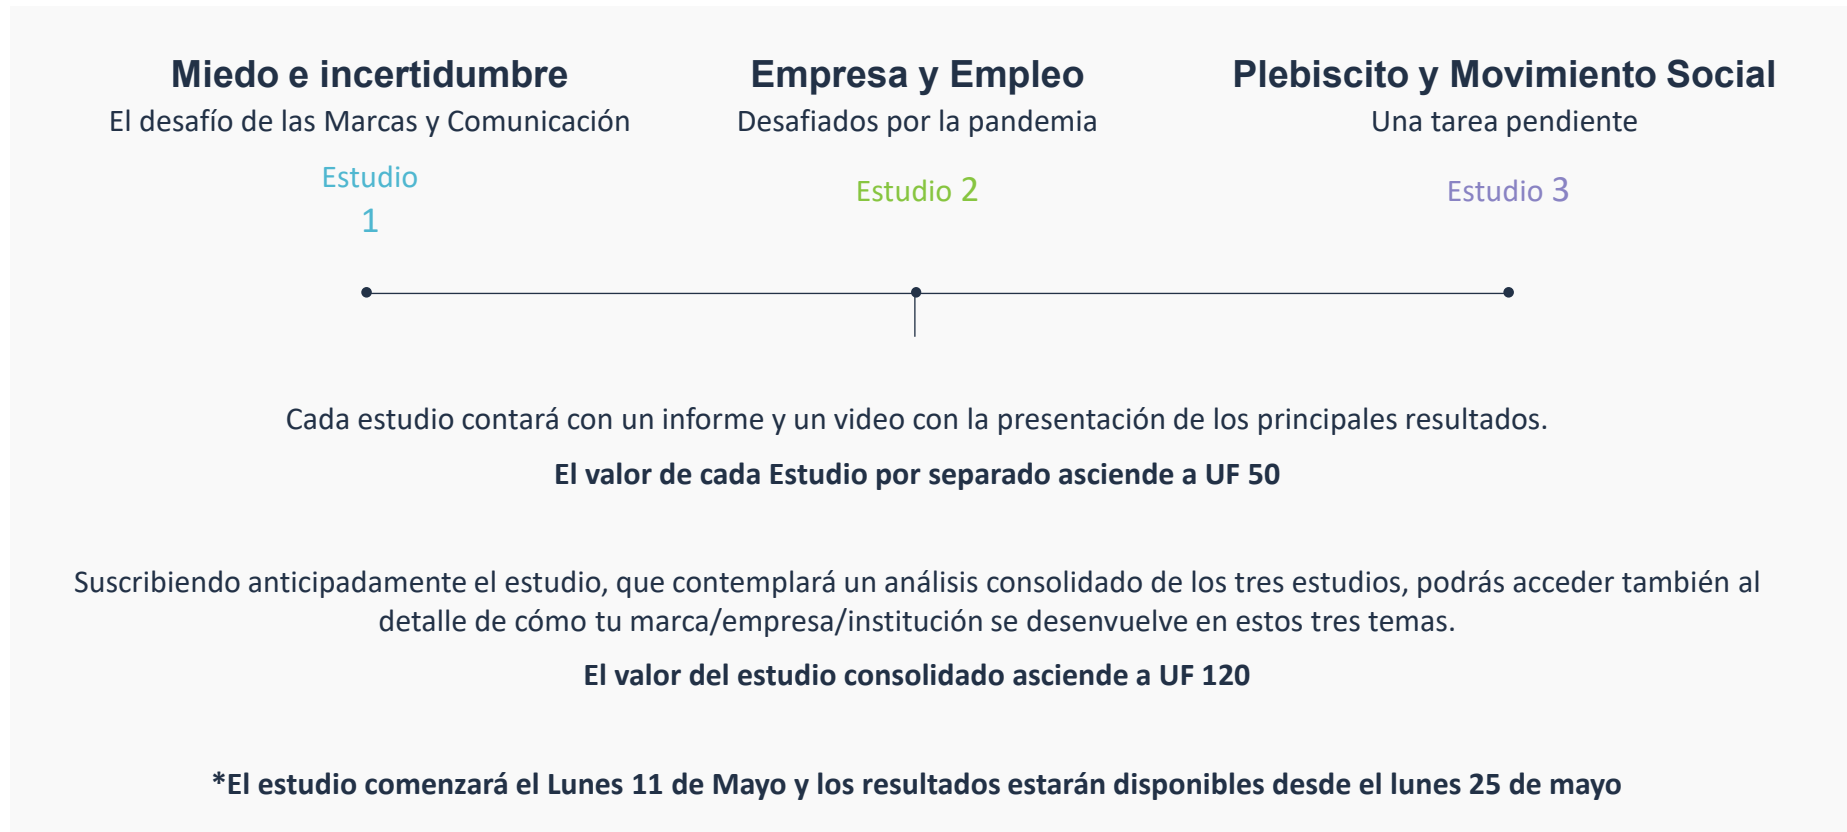 Miedo e incertidumbre
El desafío de las Marcas y Comunicación
Estudio
1
Empresa y Empleo
Desafiados por la pandemia
Estudio 2
Plebiscito y Movimiento Social
Una tarea pendiente
Estudio 3
Cada estudio contará con un informe y un video con la presentación de los principales resultados.
El valor de cada Estudio por separado asciende a UF 50
Suscribiendo anticipadamente el estudio, que contemplará un análisis consolidado de los tres estudios, podrás acceder también al
detalle de cómo tu marca/empresa/institución se desenvuelve en estos tres temas.
El valor del estudio consolidado asciende a UF 120
*El estudio comenzará el Lunes 11 de Mayo y los resultados estarán disponibles desde el lunes 25 de mayo